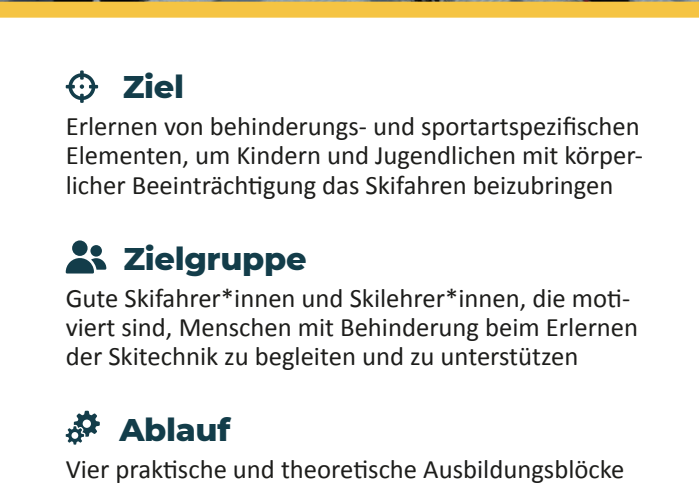 Ziel
Erlernen von behinderungs- und sportartspezifischen
Elementen, um Kindern und Jugendlichen mit körper-
licher Beeinträchtigung das Skifahren beizubringen
Zielgruppe
Gute Skifahrer*innen und Skilehrer*innen, die moti-
viert sind, Menschen mit Behinderung beim Erlernen
der Skitechnik zu begleiten und zu unterstützen
Ablauf
Vier praktische und theoretische Ausbildungsblöcke